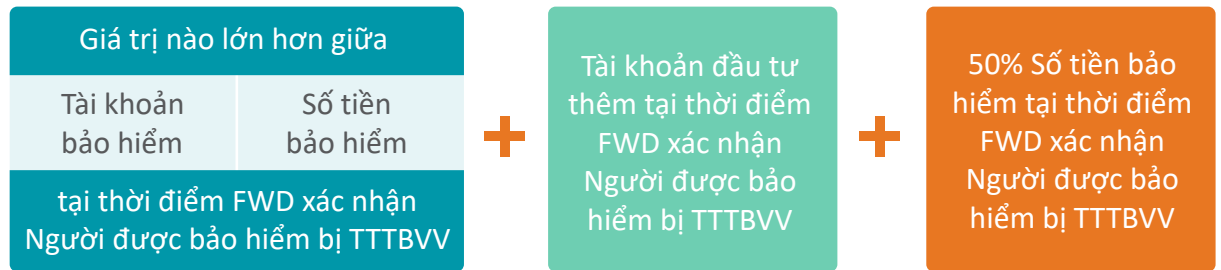 Giá trị nào lớn hơn giữa
Tài khoản
bảo hiểm
Số tiền
bảo hiểm
tại thời điểm FWD xác nhận
Người được bảo hiểm bị TTTBVV
+
Tài khoản đầu tư
thêm tại thời điểm
FWD xác nhận
Người được bảo
hiểm bị TTTBVV
+
50% Số tiền bảo
hiểm tại thời điểm
FWD xác nhận
Người được bảo
hiểm bị TTTBVV